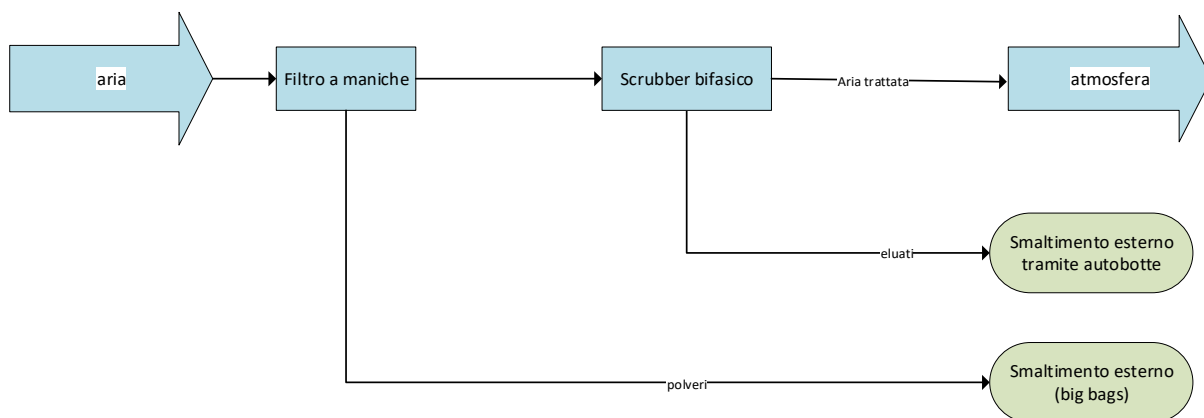 aria
Filtro a maniche
Scrubber bifasico
Aria trattata
atmosfera
eluati
Smaltimento esterno
tramite autobotte
polveri
Smaltimento esterno
(big bags)